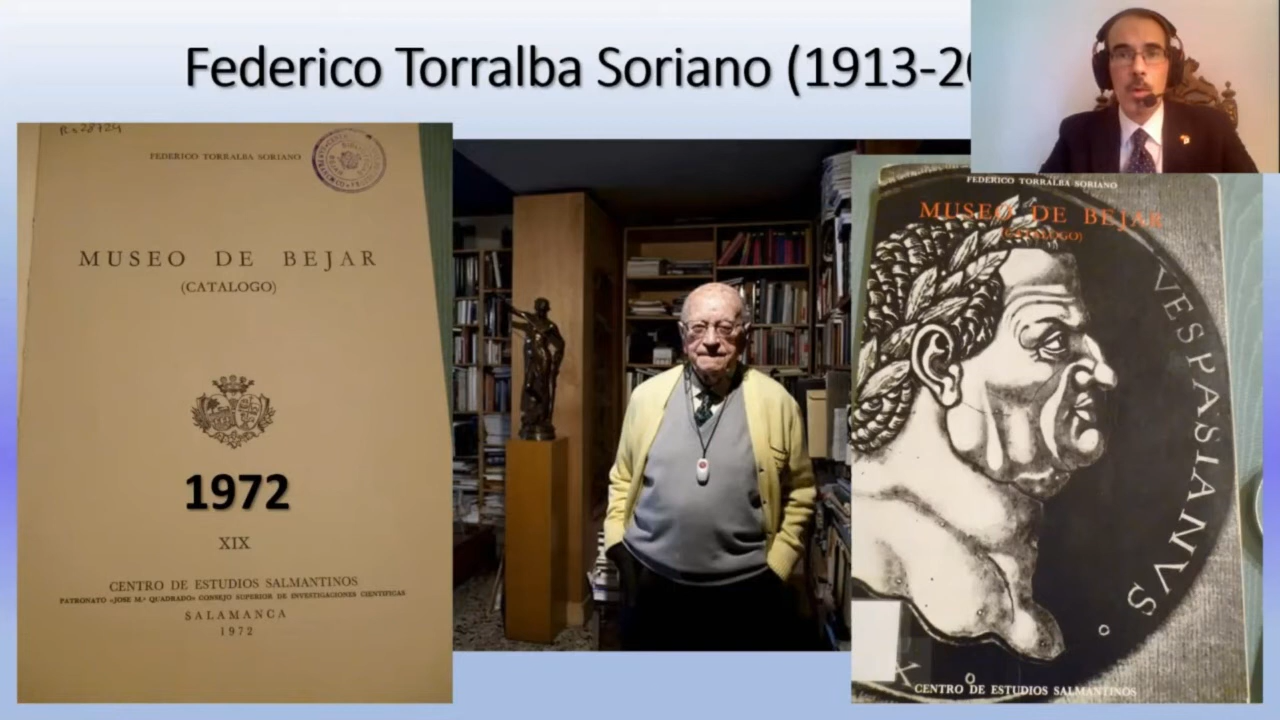 Federico Torralba Soriano (1913-2
FEDERICO TORRALBA SORIANO
MUSEO DE BEJAR
(CATALOGO)
1972
XIX
CENTRO DE ESTUDIOS SALMANTINOS
PATRONATO «JOSE M.ª QUADRADO» CONSEJO SUPERIOR DE INVESTIGACIONES CIENTIFICAS
SALAMANCA
1972
FEDERICO TORRALBA SORIANO
MUSEO DE BEJAR
(CATALOGO)
VESPASIANVS
CENTRO DE ESTUDIOS SALMANTINOS